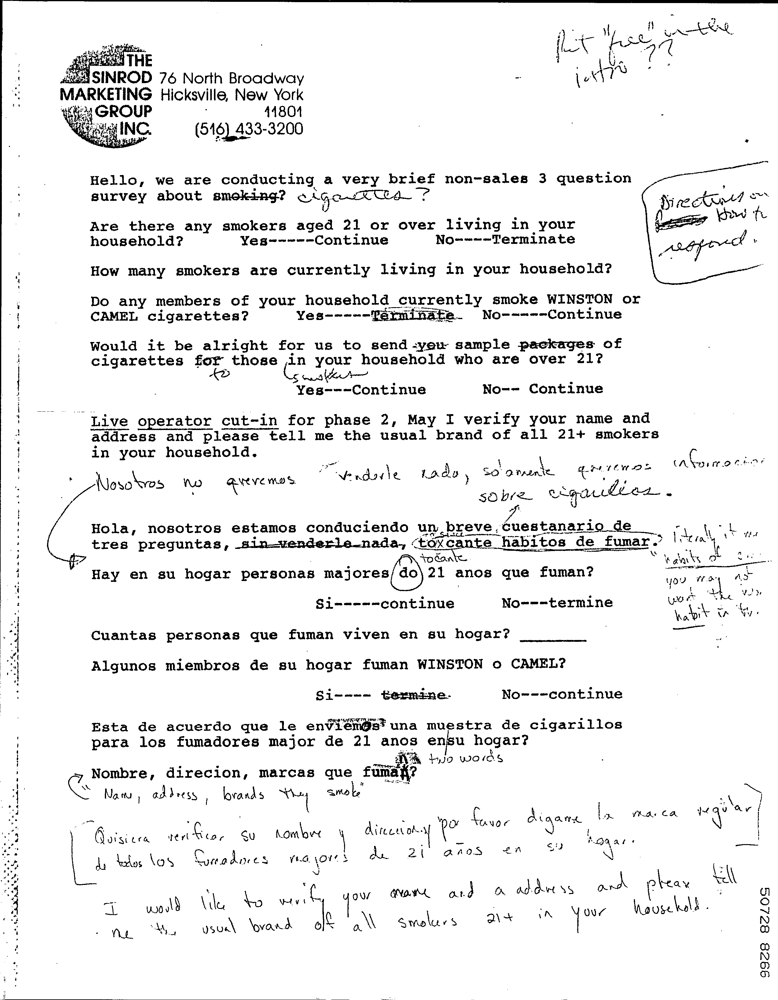 Put "free" in the
intro ??
THE
SINROD 76 North Broadway
MARKETING Hicksville, New York
GROUP 11801
INC. (516) 433-3200
Hello, we are conducting a very brief non-sales 3 question
survey about smoking? cigarettes ?
Directions on
how to
respond.
Are there any smokers aged 21 or over living in your
household? Yes-----Continue No----Terminate
How many smokers are currently living in your household?
Do any members of your household currently smoke WINSTON or
CAMEL cigarettes? Yes-----Terminate No-----Continue
Would it be alright for us to send you sample packages of
cigarettes for those in your household who are over 21?
to smokers
Yes---Continue No-- Continue
Live operator cut-in for phase 2, May I verify your name and
address and please tell me the usual brand of all 21+ smokers
in your household.
Nosotros no queremos venderle nada, solamente queremos informacion
sobre cigarillos.
Hola, nosotros estamos conduciendo un breve cuestanario de
tres preguntas, sin venderle nada, toxcante habitos de fumar.
tocante
literally it
"habits of
you may not
want the
habit in
Hay en su hogar personas majores do 21 anos que fuman?
Si-----continue No---termine
Cuantas personas que fuman viven en su hogar? ________
Algunos miembros de su hogar fuman WINSTON o CAMEL?
Si---- termine No---continue
Esta de acuerdo que le enviemos una muestra de cigarillos
para los fumadores major de 21 anos ensu hogar?
two words
Nombre, direcion, marcas que fuman?
"Name, address, brands they smoke"
Quisiera verificar su nombre y direccion y por favor digame la marca regular
de todos los fumadores majores de 21 años en su hogar.
I would like to verify your name and a address and please tell
me the usual brand of all smokers 21+ in your household.
50728 8266